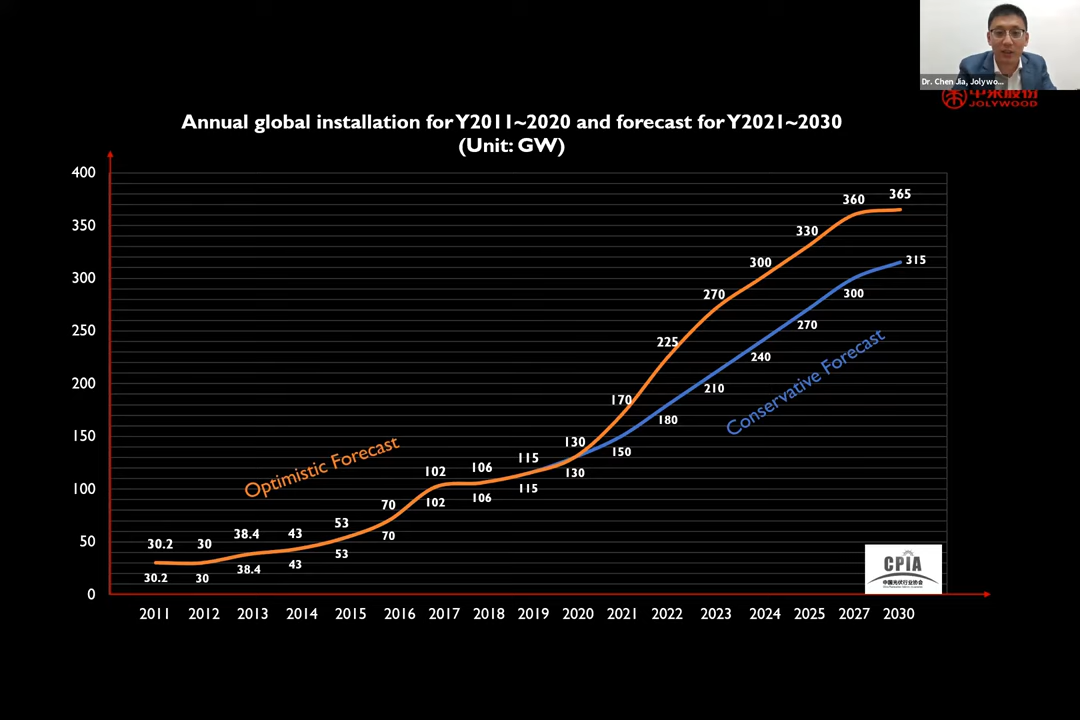 Dr. Chen Jia, Jolywo...
JOLYWOOD
Annual global installation for Y2011~2020 and forecast for Y2021~2030
(Unit: GW)
400
350
300
250
200
150
100
50
0
30.2 30 38.4 43 53 70 102 106 115 130 170 225 270 300 330 360 365
30.2 30 38.4 43 53 70 102 106 115 130 150 180 210 240 270 300 315
Optimistic Forecast
Conservative Forecast
CPIA
中国光伏行业协会
2011 2012 2013 2014 2015 2016 2017 2018 2019 2020 2021 2022 2023 2024 2025 2027 2030